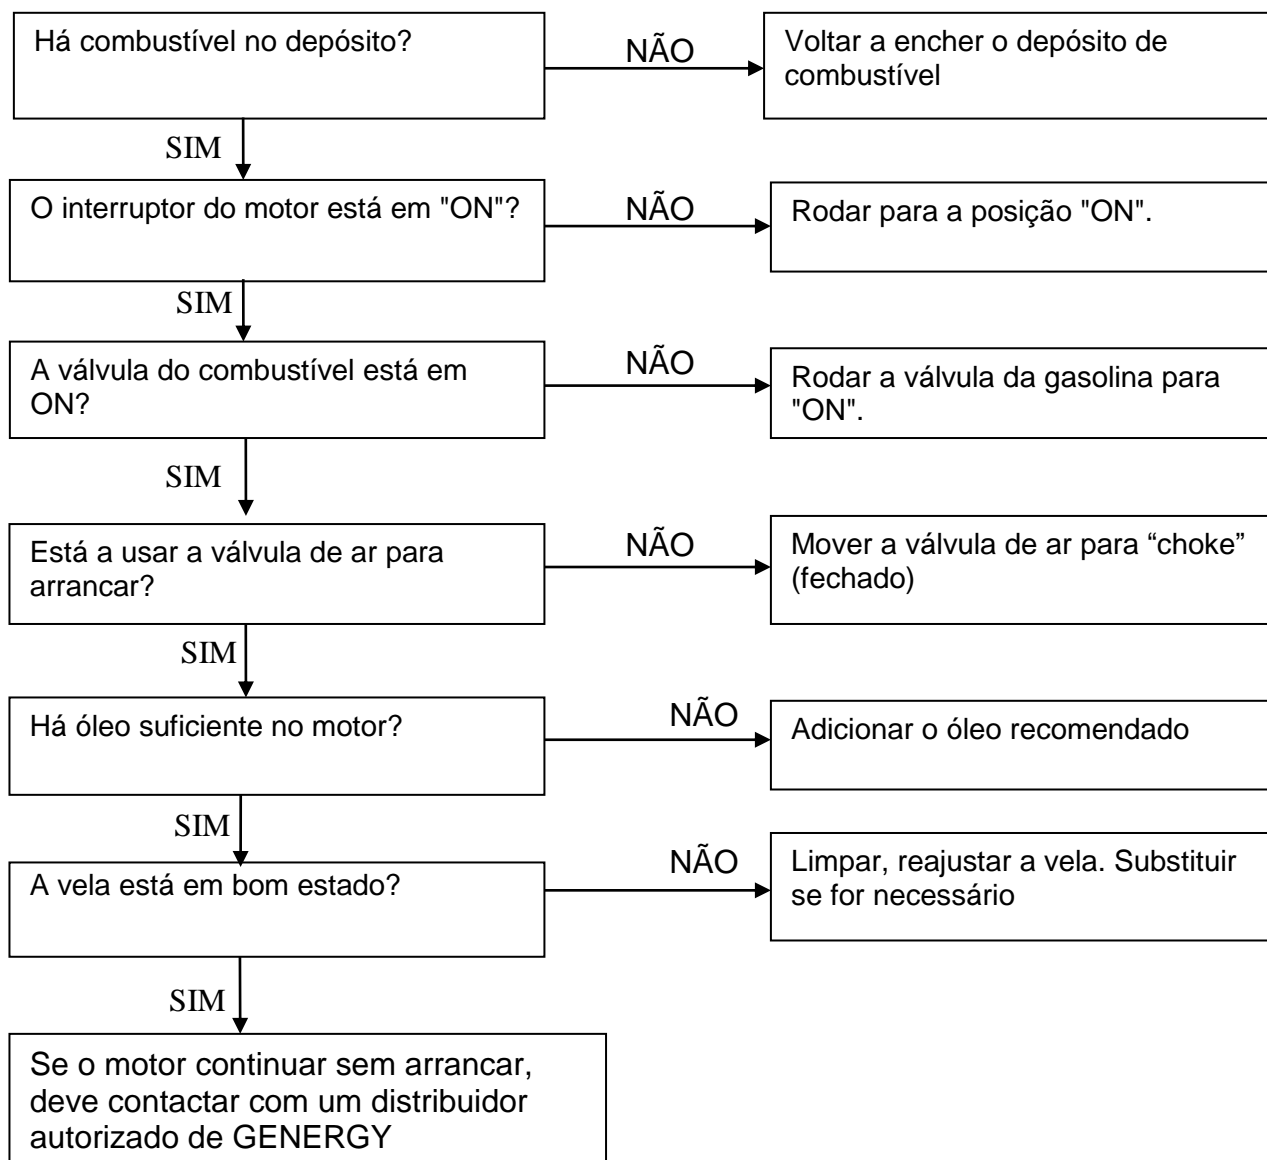 Há combustível no depósito?
NÃO
Voltar a encher o depósito de
combustível
SIM
O interruptor do motor está em "ON"?
NÃO
Rodar para a posição "ON".
SIM
A válvula do combustível está em
ON?
NÃO
Rodar a válvula da gasolina para
"ON".
SIM
Está a usar a válvula de ar para
arrancar?
NÃO
Mover a válvula de ar para “choke”
(fechado)
SIM
Há óleo suficiente no motor?
NÃO
Adicionar o óleo recomendado
SIM
A vela está em bom estado?
NÃO
Limpar, reajustar a vela. Substituir
se for necessário
SIM
Se o motor continuar sem arrancar,
deve contactar com um distribuidor
autorizado de GENERGY